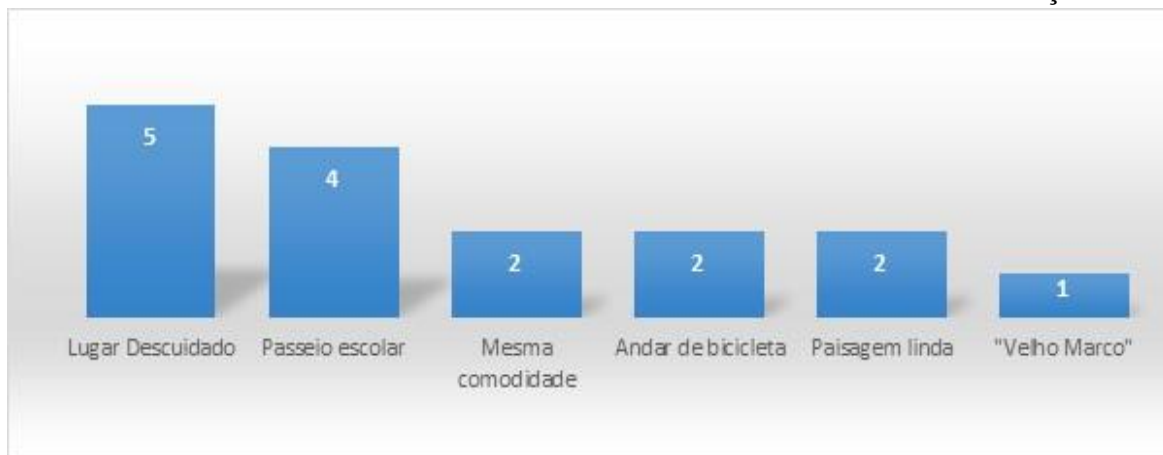 5
4
2
2
2
1
Lugar Descuidado
Passeio escolar
Mesma
comodidade
Andar de bicicleta
Paisagem linda
"Velho Marco"